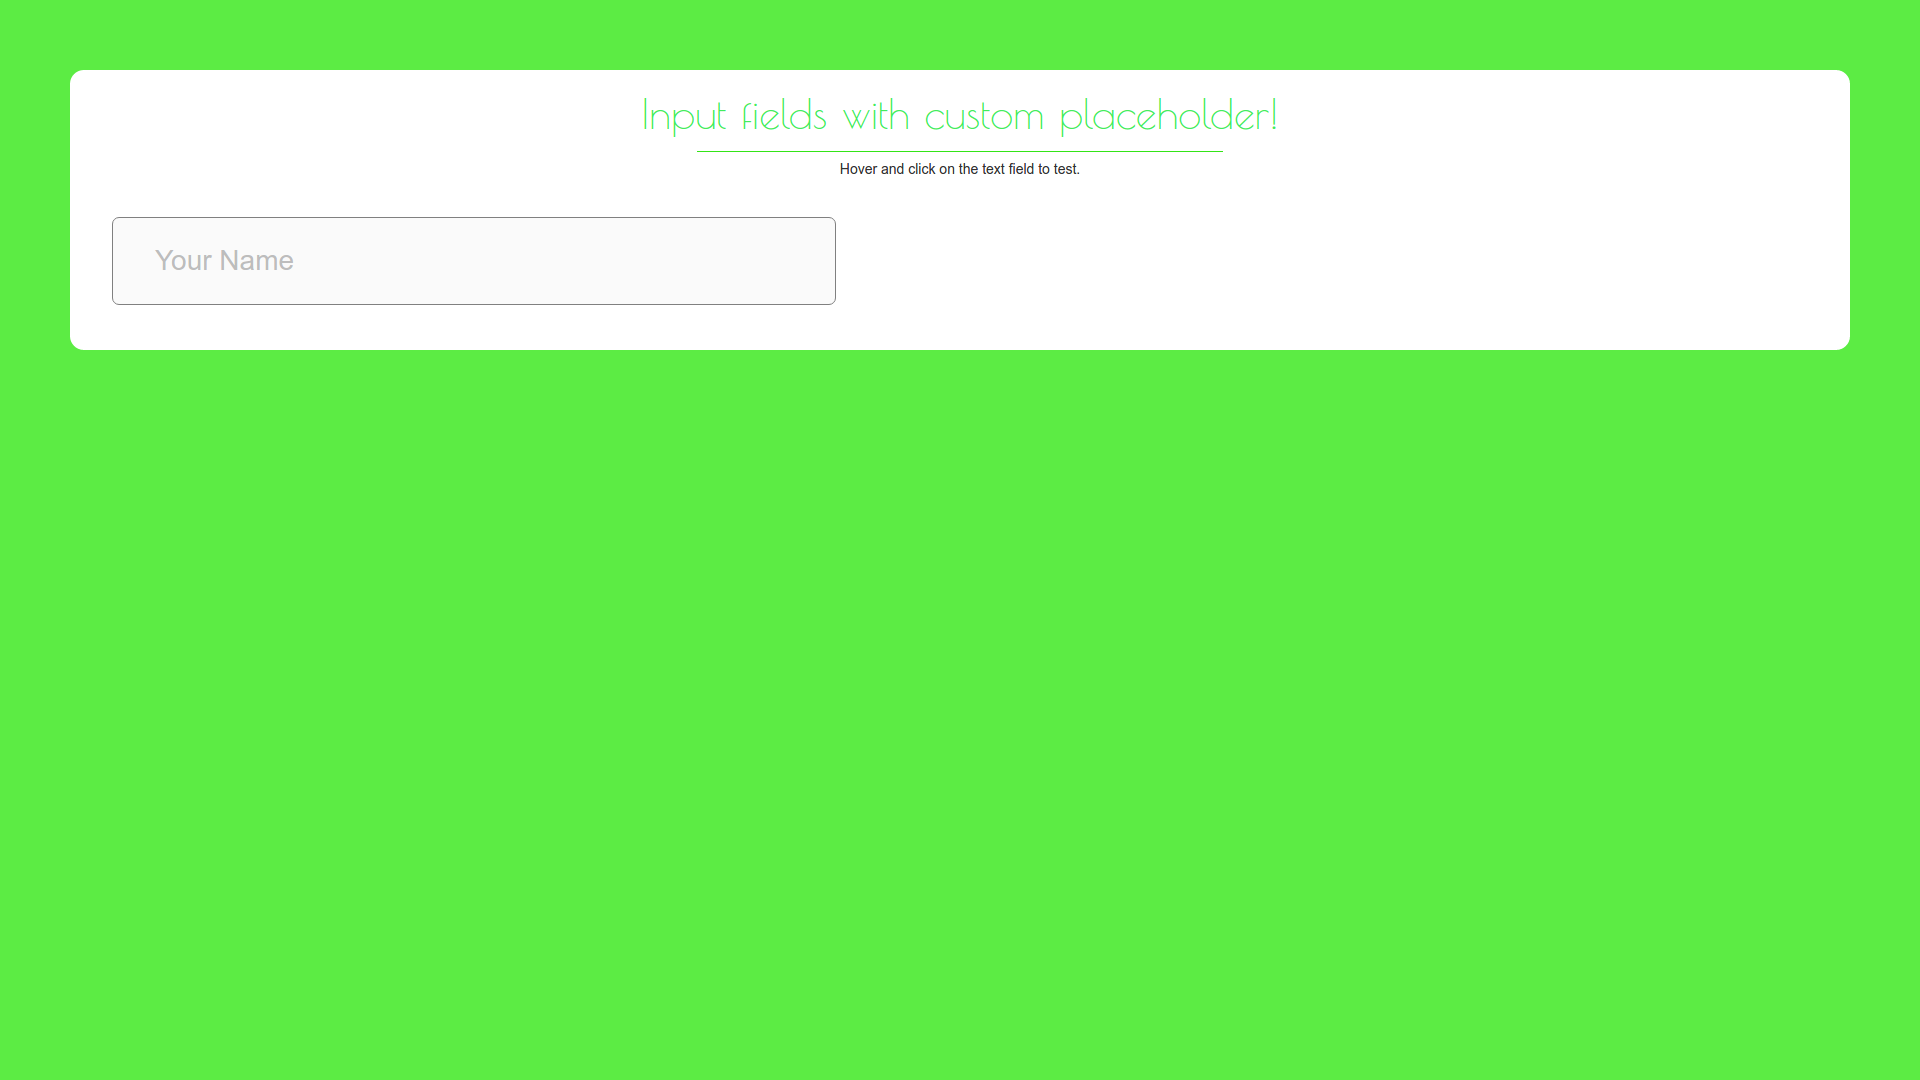 Input fields with custom placeholder!
Hover and click on the text field to test.
Your Name